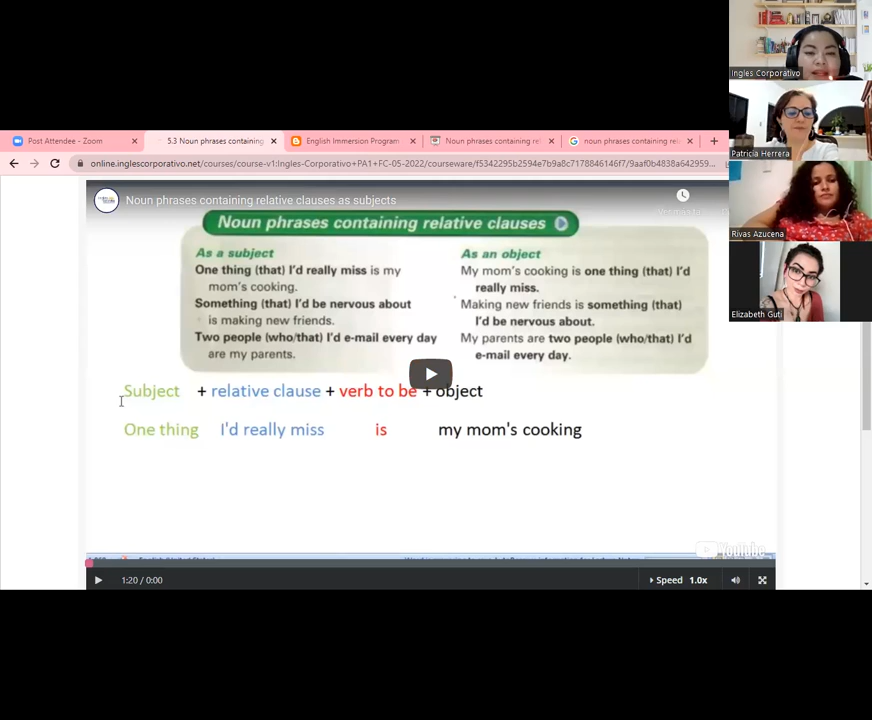 Ingles Corporativo
Patricia Herrera
Rivas Azucena
Elizabeth Guti
Post Attendee - Zoom
5.3 Noun phrases containing
English Immersion Program
Noun phrases containing rel
noun phrases containing rel
online.inglescorporativo.net/courses/course-v1:Ingles-Corporativo+PA1+FC-05-2022/courseware/f5342295b2594e7b9a8c7178846146f7/9aaf0b4838a642959...
Noun phrases containing relative clauses as subjects
Noun phrases containing relative clauses
As a subject
One thing (that) I'd really miss is my
mom's cooking.
Something (that) I'd be nervous about
is making new friends.
Two people (who/that) I'd e-mail every day
are my parents.
As an object
My mom's cooking is one thing (that) I'd
really miss.
Making new friends is something (that)
I'd be nervous about.
My parents are two people (who/that) I'd
e-mail every day.
Subject + relative clause + verb to be + object
One thing I'd really miss is my mom's cooking
YouTube
1:20 / 0:00
Speed 1.0x